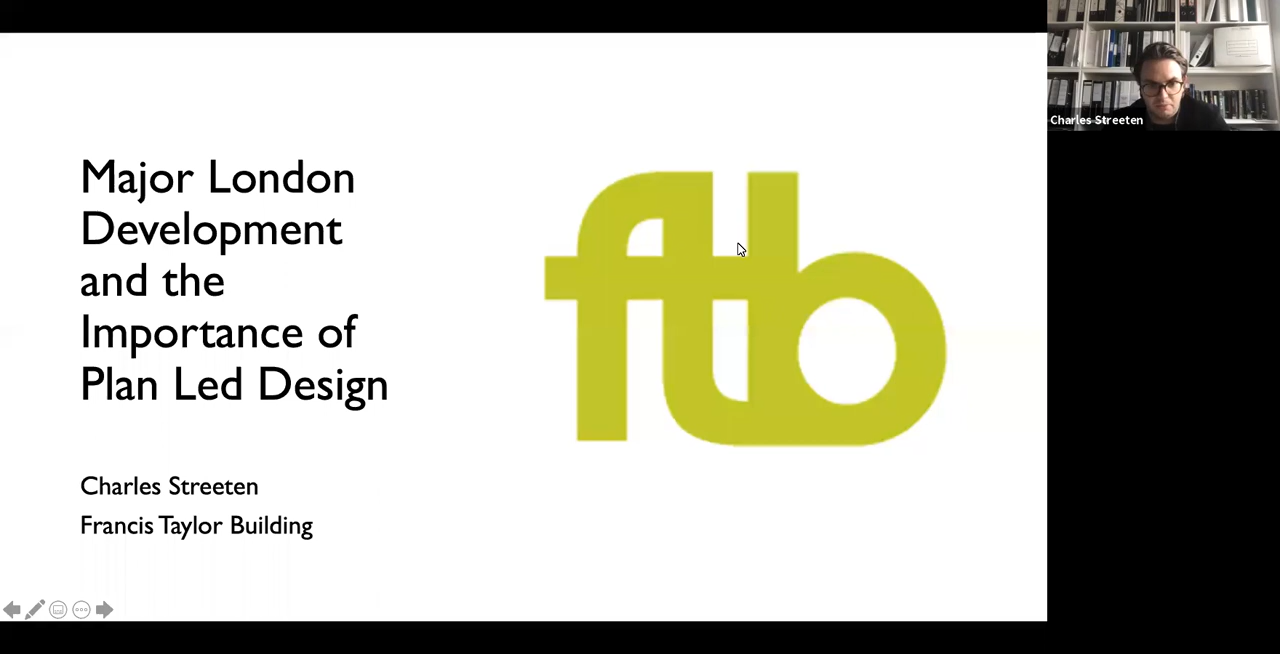 Major London
Development
and the
Importance of
Plan Led Design
Charles Streeten
Francis Taylor Building
ftb
Charles Streeten